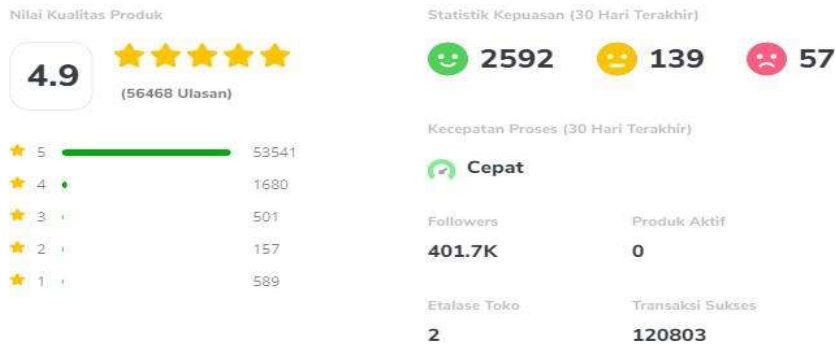 Nilai Kualitas Produk
4.9
(56468 Ulasan)
5 53541
4 1680
3 501
2 157
1 589
Statistik Kepuasan (30 Hari Terakhir)
2592 139 57
Kecepatan Proses (30 Hari Terakhir)
Cepat
Followers Produk Aktif
401.7K 0
Etalase Toko Transaksi Sukses
2 120803